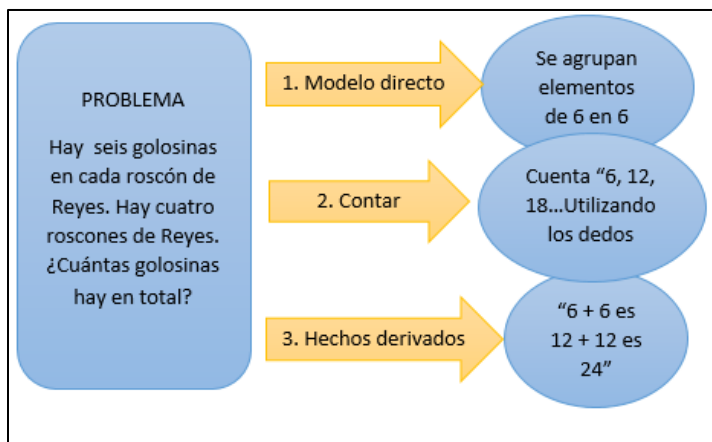 PROBLEMA
Hay seis golosinas
en cada roscón de
Reyes. Hay cuatro
roscones de Reyes.
¿Cuántas golosinas
hay en total?
1. Modelo directo
Se agrupan
elementos
de 6 en 6
2. Contar
Cuenta “6, 12,
18...Utilizando
los dedos
3. Hechos derivados
“6 + 6 es
12 + 12 es
24”